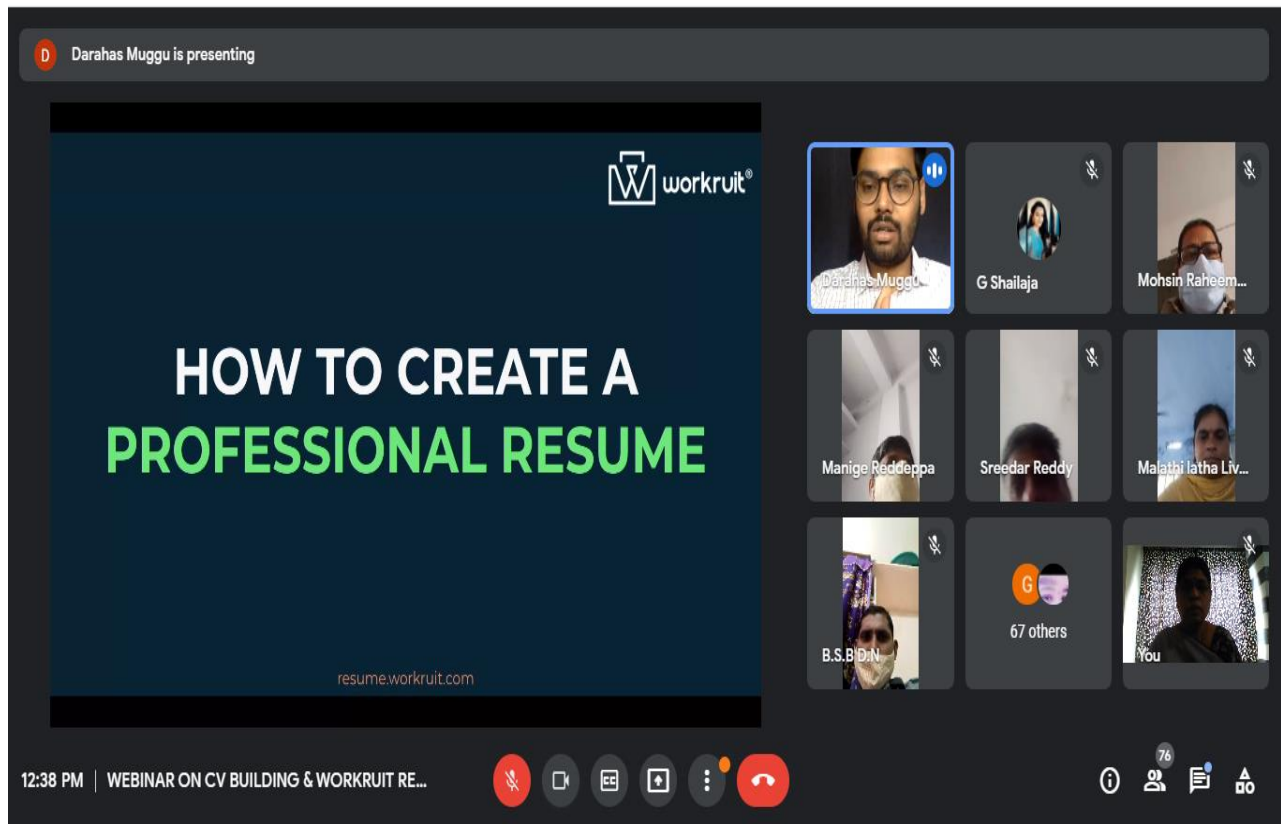 D Darahas Muggu is presenting
workruit®
HOW TO CREATE A
PROFESSIONAL RESUME
resume.workruit.com
Darahas Muggu
G Shailaja
Mohsin Raheem...
Manige Reddeppa
Sreedar Reddy
Malathi latha Liv...
B.S.B D.N
G
67 others
You
12:38 PM | WEBINAR ON CV BUILDING & WORKRUIT RE...
CC
76